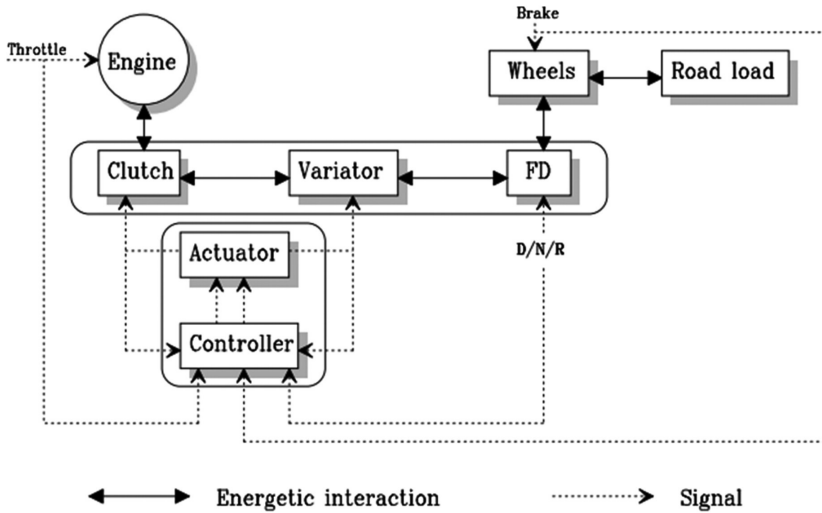 Brake
Throttle
Engine
Wheels
Road load
Clutch
Variator
FD
Actuator
D/N/R
Controller
Energetic interaction
Signal